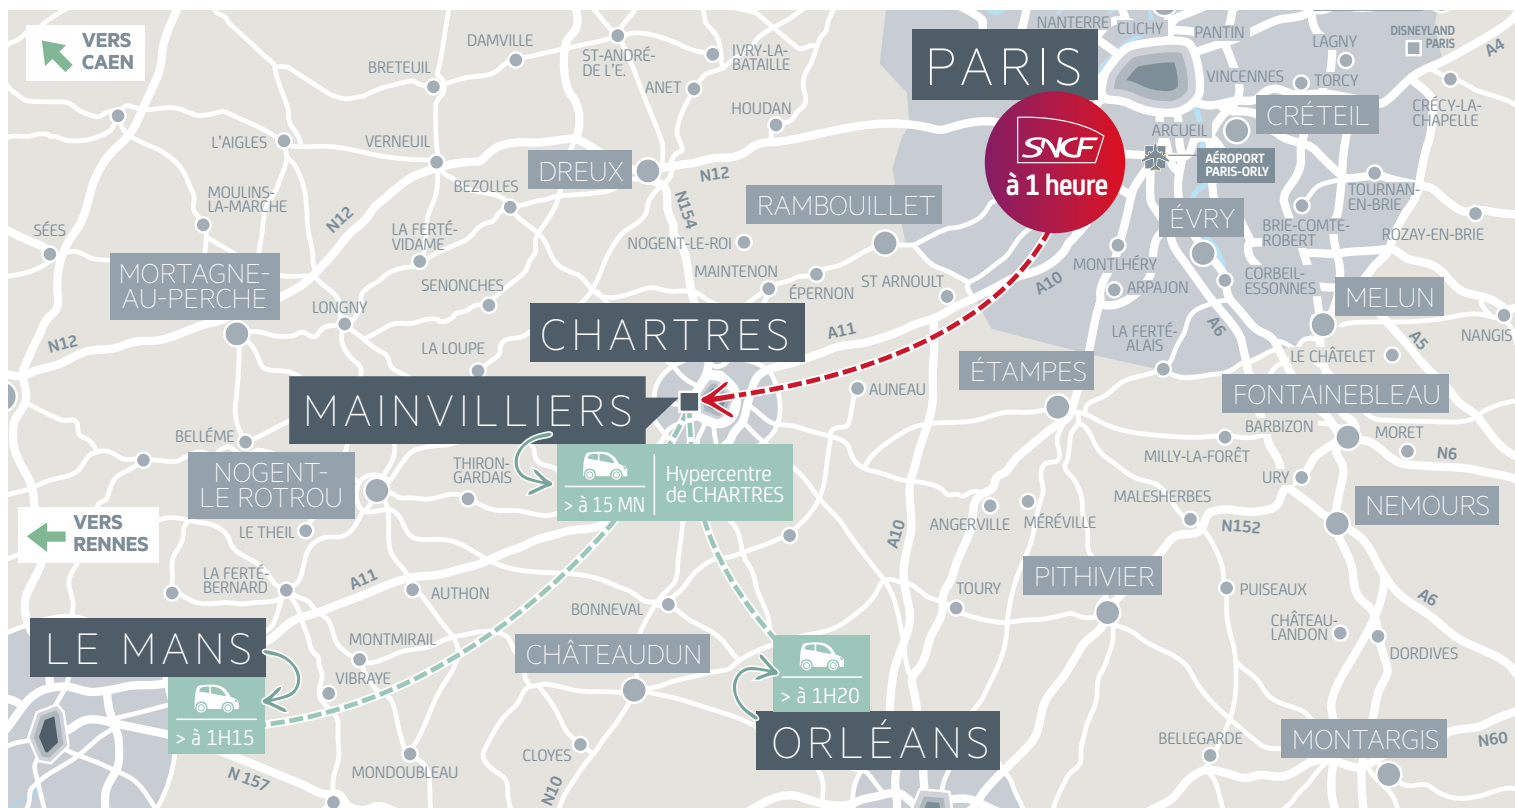 VERS
CAEN
DAMVILLE
ST-ANDRÉ-
DE L'E.
IVRY-LA-
BATAILLE
BRETEUIL
ANET
HOUDAN
NANTERRE
CLICHY
PANTIN
PARIS
LAGNY
DISNEYLAND
PARIS
A4
VINCENNES
TORCY
CRÉCY-LA-
CHAPELLE
CRÉTEIL
ARCUEIL
SNCF
à 1 heure
AÉROPORT
PARIS-ORLY
L'AIGLES
VERNEUIL
DREUX
N12
BEZOLLES
MOULINS-
LA-MARCHE
N12
N154
RAMBOUILLET
ÉVRY
TOURNAN-
EN-BRIE
BRIE-COMTE-
ROBERT
ROZAY-EN-BRIE
SÉES
LA FERTÉ-
VIDAME
NOGENT-LE-ROI
MAINTENON
ÉPERNON
ST ARNOULT
A10
MONTLHÉRY
ARPAJON
CORBEIL-
ESSONNES
MELUN
MORTAGNE-
AU-PERCHE
SENONCHES
LONGNY
N12
LA LOUPE
CHARTRES
A11
LA FERTÉ-
ALAIS
A6
A5
NANGIS
LE CHÂTELET
ÉTAMPES
AUNEAU
FONTAINEBLEAU
MAINVILLIERS
BELLÉME
BARBIZON
MORET
N6
MILLY-LA-FORÊT
URY
NOGENT-
LE ROTROU
THIRON-
GARDAIS
> à 15 MN
Hypercentre
de CHARTRES
MALESHERBES
NEMOURS
ANGERVILLE
MÉRÉVILLE
N152
A10
VERS
RENNES
LE THEIL
LA FERTÉ-
BERNARD
A11
AUTHON
BONNEVAL
TOURY
PITHIVIER
PUISEAUX
A6
CHÂTEAU-
LANDON
DORDIVES
LE MANS
MONTMIRAIL
VIBRAYE
CHÂTEAUDUN
> à 1H20
> à 1H15
ORLÉANS
CLOYES
MONDOUBLEAU
N 157
N10
BELLEGARDE
MONTARGIS
N60